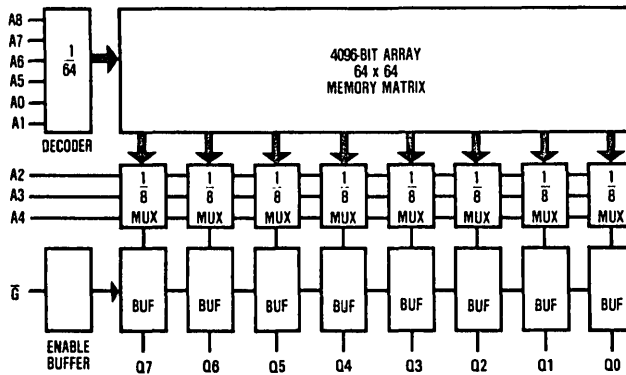 A8
A7
A6
A5
A0
A1
1
64
DECODER
4096-BIT ARRAY
64 x 64
MEMORY MATRIX
A2
A3
A4
1 1 1 1 1 1 1 1
8 8 8 8 8 8 8 8
MUX MUX MUX MUX MUX MUX MUX MUX
G
BUF BUF BUF BUF BUF BUF BUF BUF
ENABLE
BUFFER
Q7 Q6 Q5 Q4 Q3 Q2 Q1 Q0